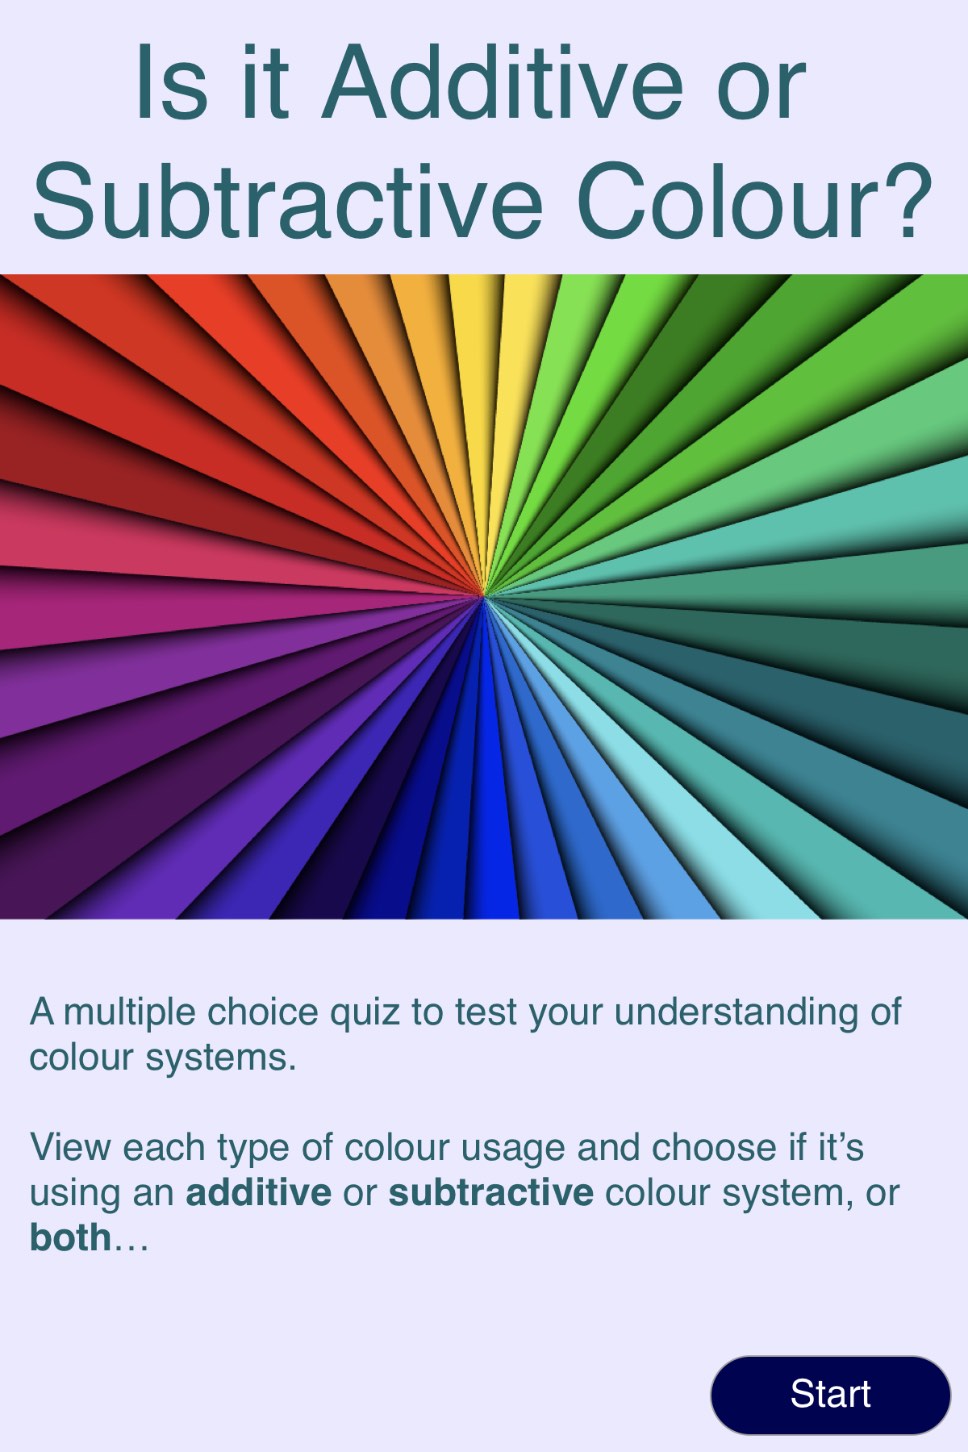 Is it Additive or
Subtractive Colour?
A multiple choice quiz to test your understanding of
colour systems.
View each type of colour usage and choose if it’s
using an additive or subtractive colour system, or
both…
Start